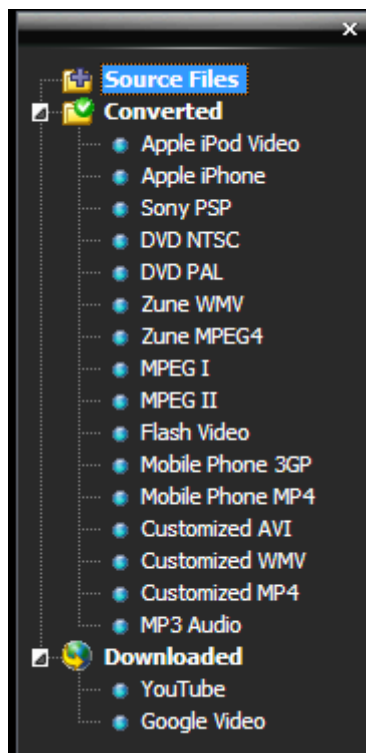 Source Files
Converted
Apple iPod Video
Apple iPhone
Sony PSP
DVD NTSC
DVD PAL
Zune WMV
Zune MPEG4
MPEG I
MPEG II
Flash Video
Mobile Phone 3GP
Mobile Phone MP4
Customized AVI
Customized WMV
Customized MP4
MP3 Audio
Downloaded
YouTube
Google Video